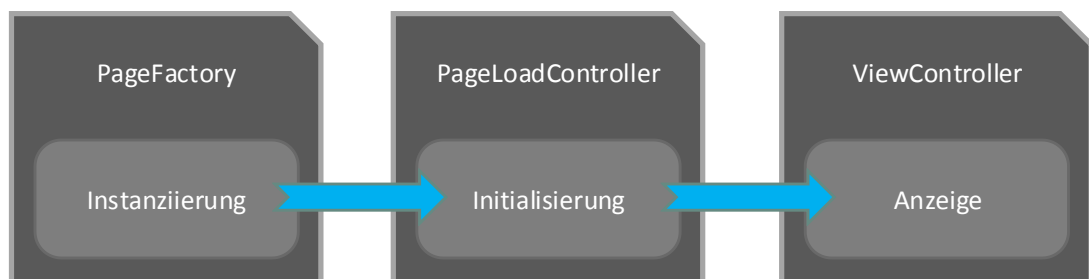 PageFactory
PageLoadController
ViewController
Instanziierung
Initialisierung
Anzeige